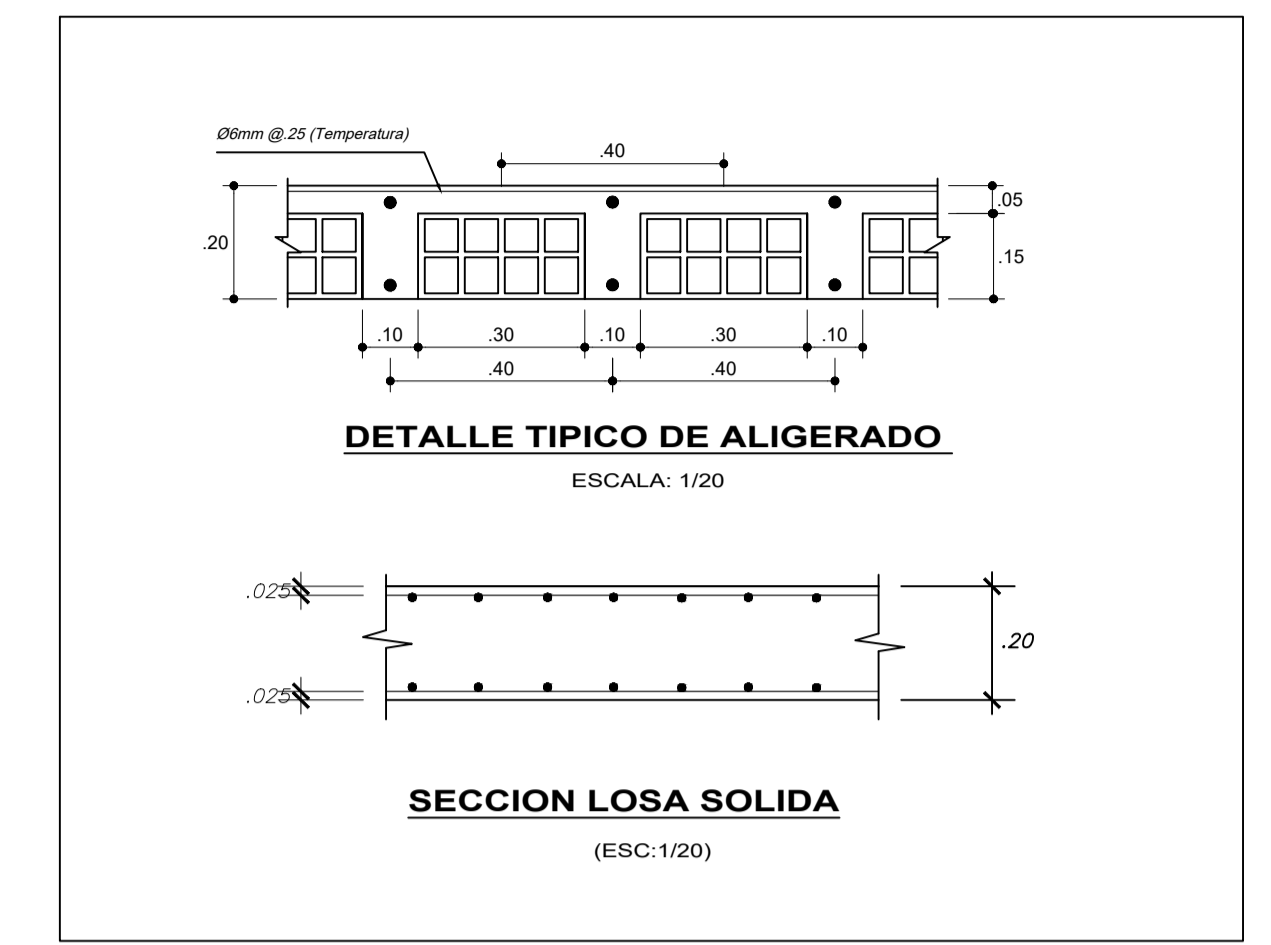 Ø6mm @.25 (Temperatura)
.40
.05
.20
.15
.10 .30 .10 .30 .10
.40 .40
DETALLE TIPICO DE ALIGERADO
ESCALA: 1/20
.025
.20
.025
SECCION LOSA SOLIDA
(ESC:1/20)